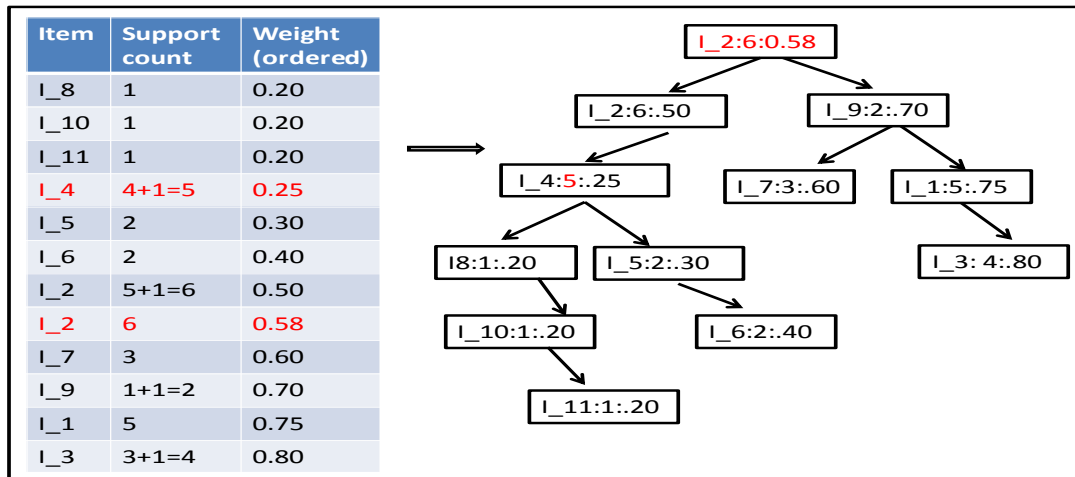 Item Support count Weight (ordered)
I_8 1 0.20
I_10 1 0.20
I_11 1 0.20
I_4 4+1=5 0.25
I_5 2 0.30
I_6 2 0.40
I_2 5+1=6 0.50
I_2 6 0.58
I_7 3 0.60
I_9 1+1=2 0.70
I_1 5 0.75
I_3 3+1=4 0.80
I_2:6:0.58
I_2:6:.50
I_9:2:.70
I_4:5:.25
I_7:3:.60
I_1:5:.75
I8:1:.20
I_5:2:.30
I_3: 4:.80
I_10:1:.20
I_6:2:.40
I_11:1:.20